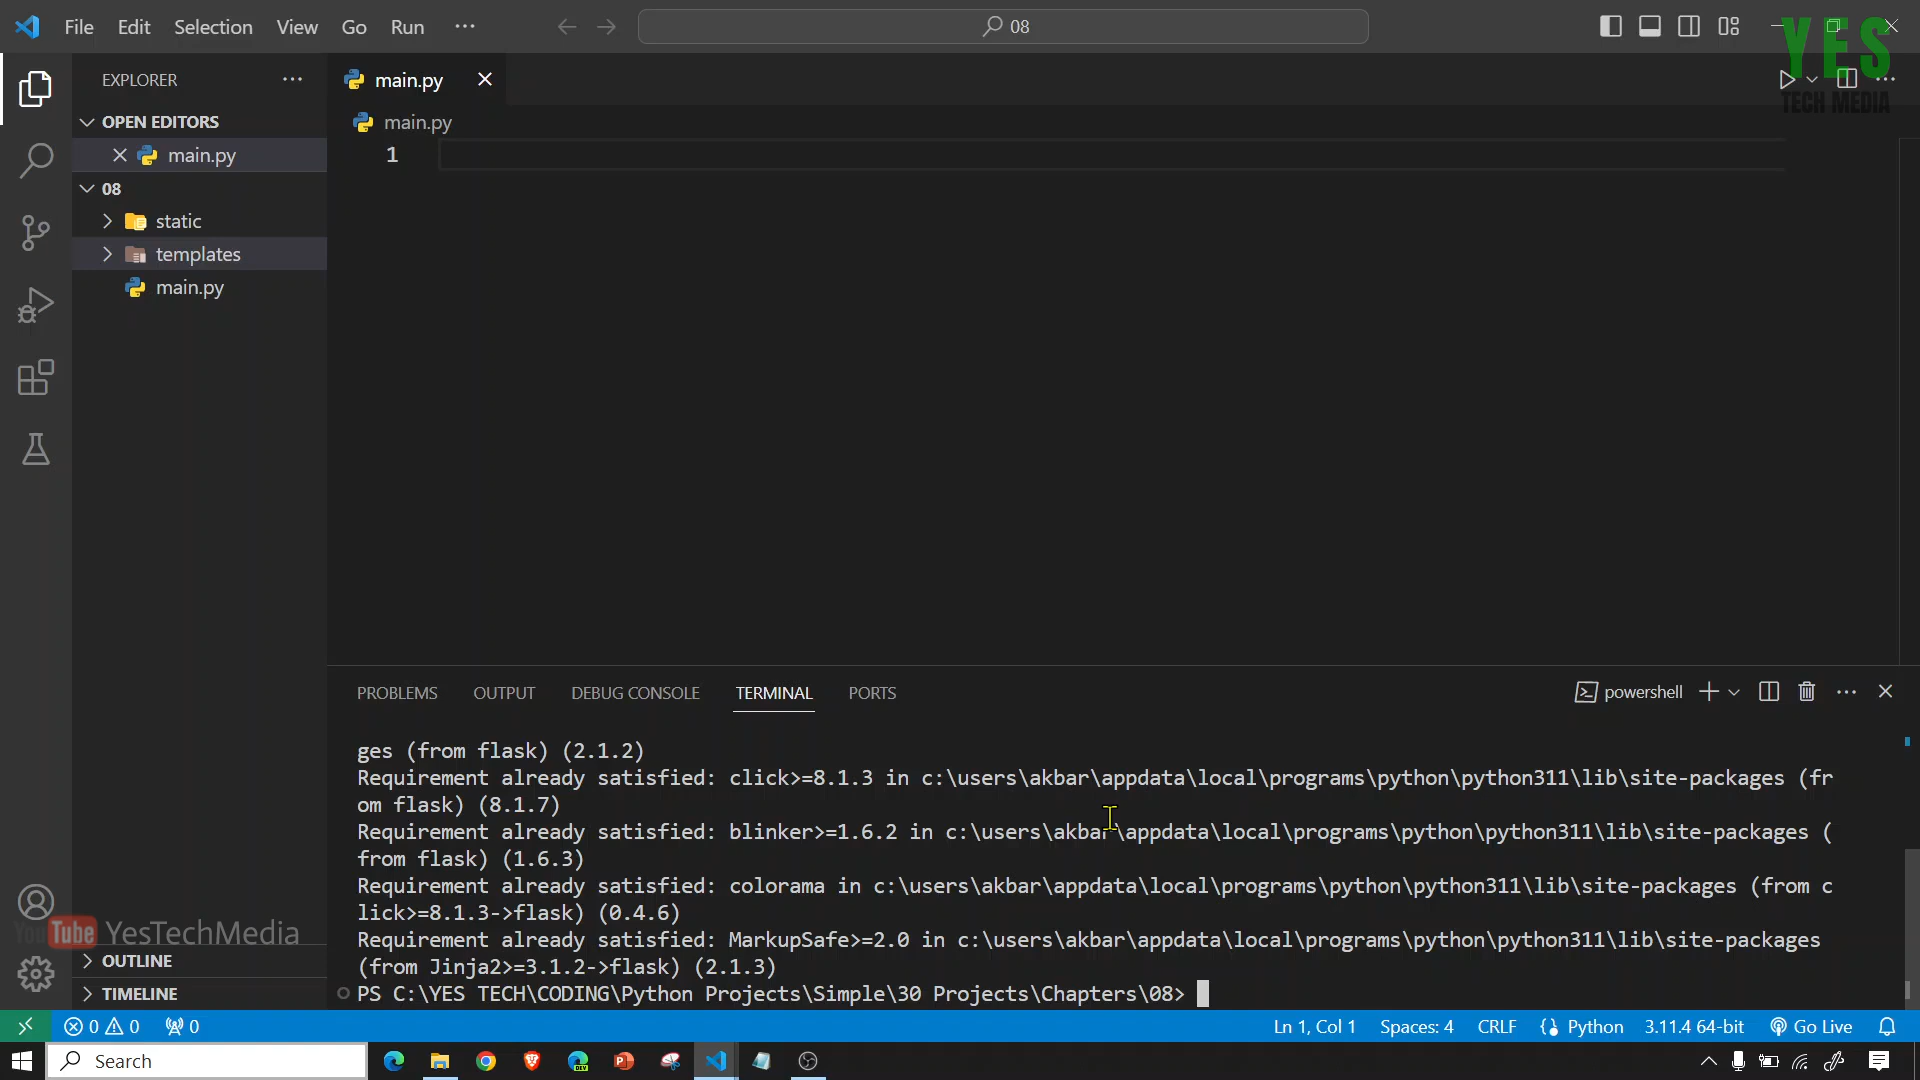 File Edit Selection View Go Run ··· 08
YES
TECH MEDIA
EXPLORER
main.py
OPEN EDITORS
main.py
main.py
1
08
static
templates
main.py
PROBLEMS OUTPUT DEBUG CONSOLE TERMINAL PORTS
powershell
ges (from flask) (2.1.2)
Requirement already satisfied: click>=8.1.3 in c:\users\akbar\appdata\local\programs\python\python311\lib\site-packages (fr
om flask) (8.1.7)
Requirement already satisfied: blinker>=1.6.2 in c:\users\akbar\appdata\local\programs\python\python311\lib\site-packages (
from flask) (1.6.3)
Requirement already satisfied: colorama in c:\users\akbar\appdata\local\programs\python\python311\lib\site-packages (from c
lick>=8.1.3->flask) (0.4.6)
Requirement already satisfied: MarkupSafe>=2.0 in c:\users\akbar\appdata\local\programs\python\python311\lib\site-packages
(from Jinja2>=3.1.2->flask) (2.1.3)
PS C:\YES TECH\CODING\Python Projects\Simple\30 Projects\Chapters\08>
YouTube YesTechMedia
OUTLINE
TIMELINE
0 0 0 Ln 1, Col 1 Spaces: 4 CRLF Python 3.11.4 64-bit Go Live
Search
DEV